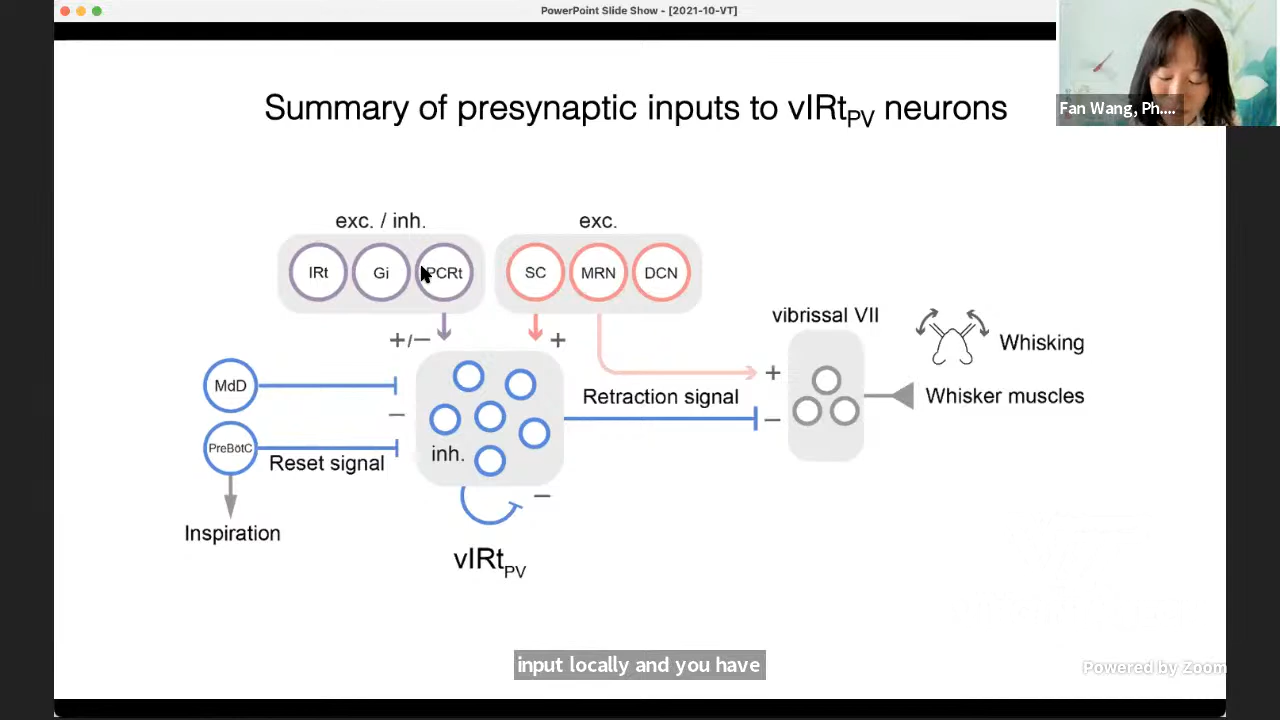 PowerPoint Slide Show - [2021-10-VT]
Fan Wang, Ph....
Summary of presynaptic inputs to vIRtPV neurons
exc. / inh.
exc.
IRt
Gi
PCRt
SC
MRN
DCN
+/−
+
vibrissal VII
Whisking
MdD
−
Retraction signal
+
−
Whisker muscles
PreBötC
Reset signal
inh.
−
Inspiration
vIRtPV
input locally and you have
Powered by Zoom